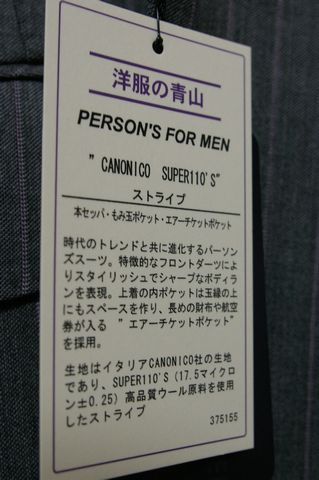 洋服の青山
PERSON'S FOR MEN
"CANONICO SUPER110'S"
ストライプ
本セッパ・もみ玉ポケット・エアーチケットポケット
時代のトレンドと共に進化するパーソン
ズスーツ。特徴的なフロントダーツによ
りスタイリッシュでシャープなボディラ
ンを表現。上着の内ポケットは玉縁の上
にもスペースを作り、長めの財布や航空
券が入る "エアーチケットポケット"
を採用。
生地はイタリアCANONICO社の生地
であり、SUPER110'S(17.5マイクロ
ン±0.25)高品質ウール原料を使用
したストライプ
375155